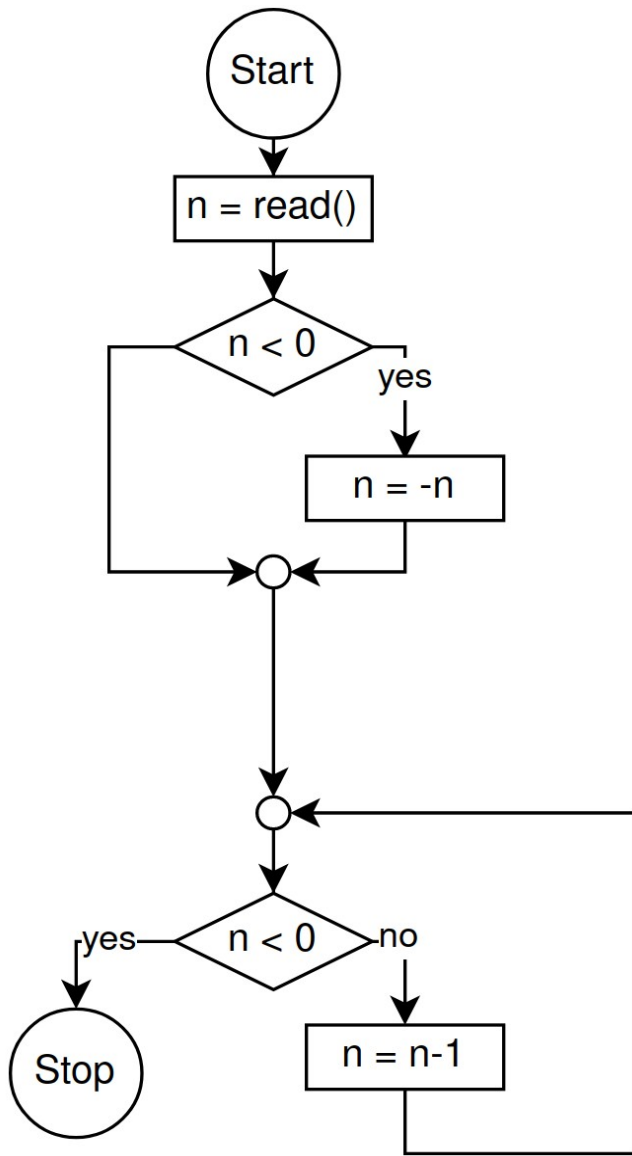 Start
n = read()
n < 0
yes
n = -n
n < 0
yes
no
n = n-1
Stop